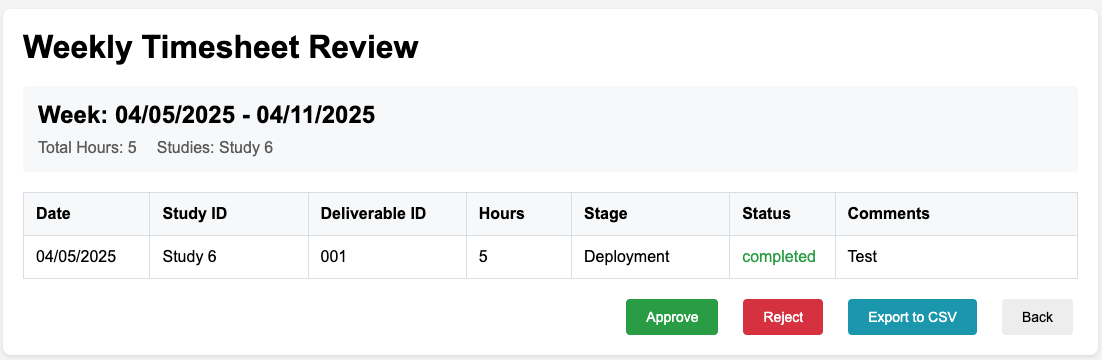 Weekly Timesheet Review
Week: 04/05/2025 - 04/11/2025
Total Hours: 5 Studies: Study 6
Date Study ID Deliverable ID Hours Stage Status Comments
04/05/2025 Study 6 001 5 Deployment completed Test
Approve Reject Export to CSV Back